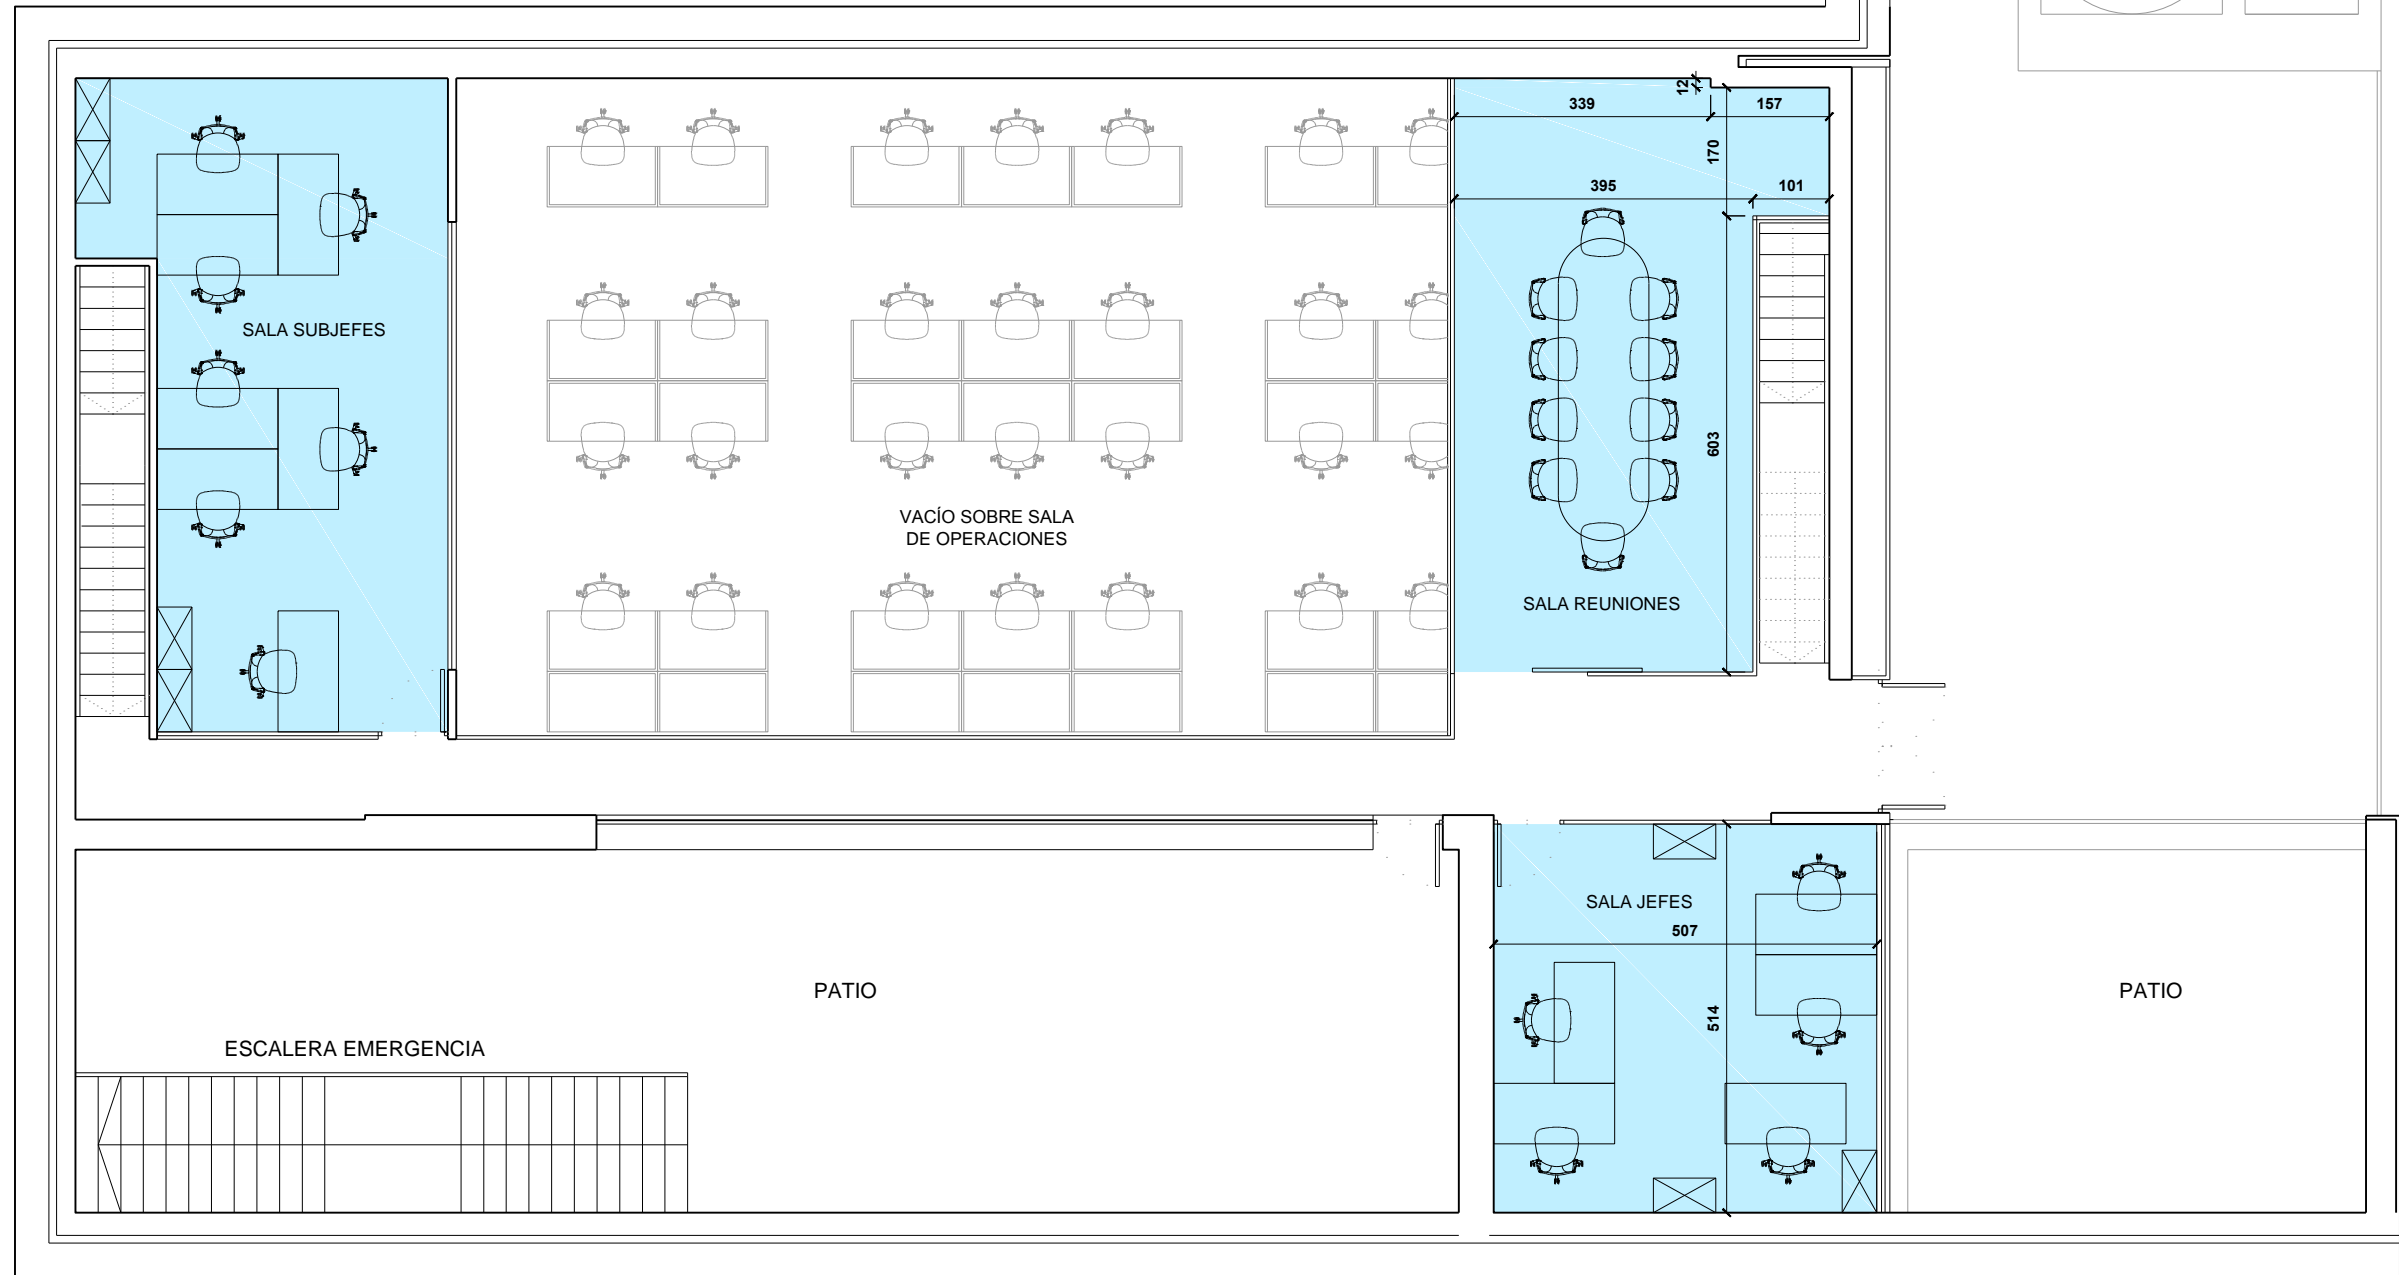 12
339
157
170
395
101
SALA SUBJEFES
603
VACÍO SOBRE SALA
DE OPERACIONES
SALA REUNIONES
SALA JEFES
507
PATIO
PATIO
514
ESCALERA EMERGENCIA